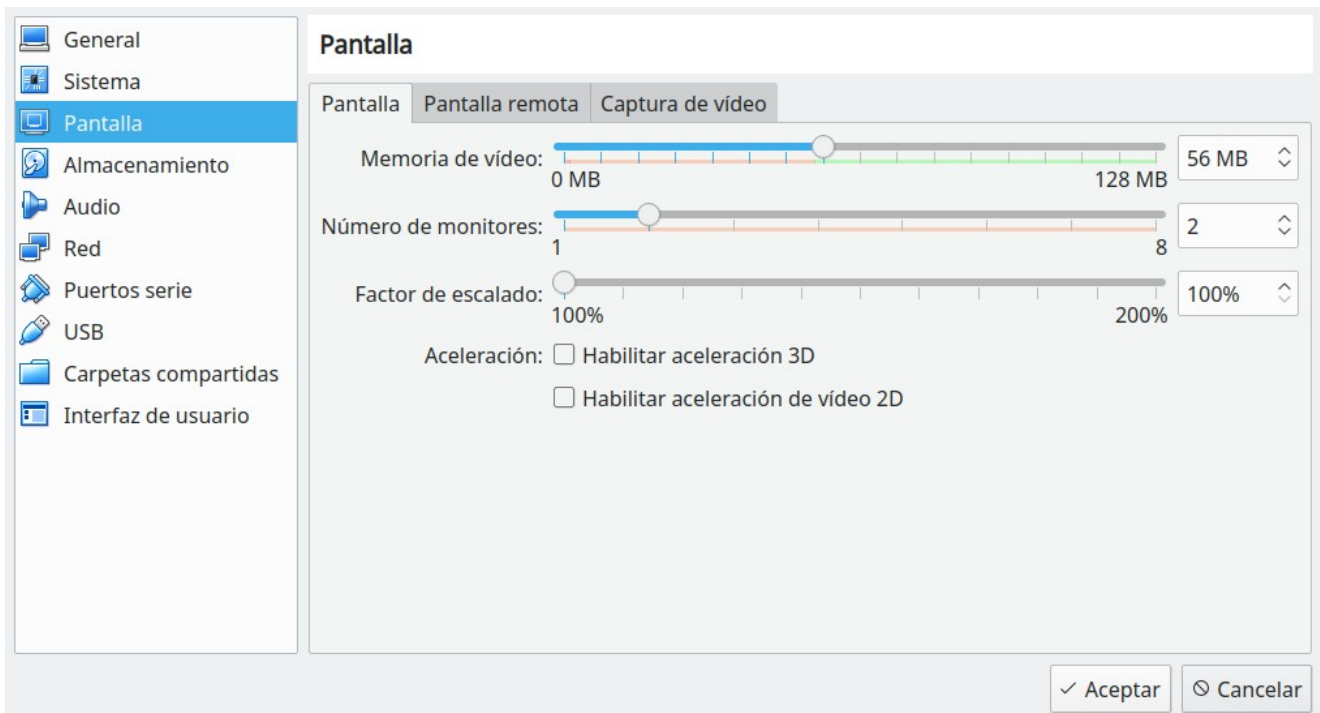 General
Sistema
Pantalla
Almacenamiento
Audio
Red
Puertos serie
USB
Carpetas compartidas
Interfaz de usuario
Pantalla
Pantalla Pantalla remota Captura de vídeo
Memoria de vídeo: 56 MB
0 MB 128 MB
Número de monitores: 2
1 8
Factor de escalado: 100%
100% 200%
Aceleración: Habilitar aceleración 3D
Habilitar aceleración de vídeo 2D
Aceptar Cancelar